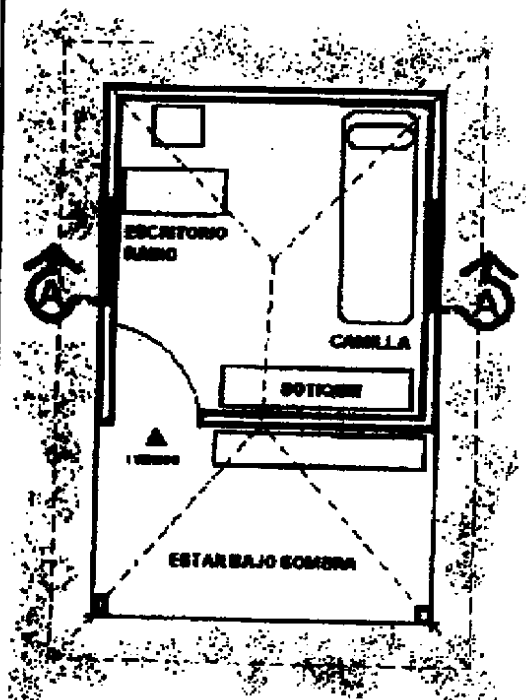 ESCRITORIO
RADIO
A
A
CAMILLA
BOTIQUIN
ESTAR BAJO SOMBRA